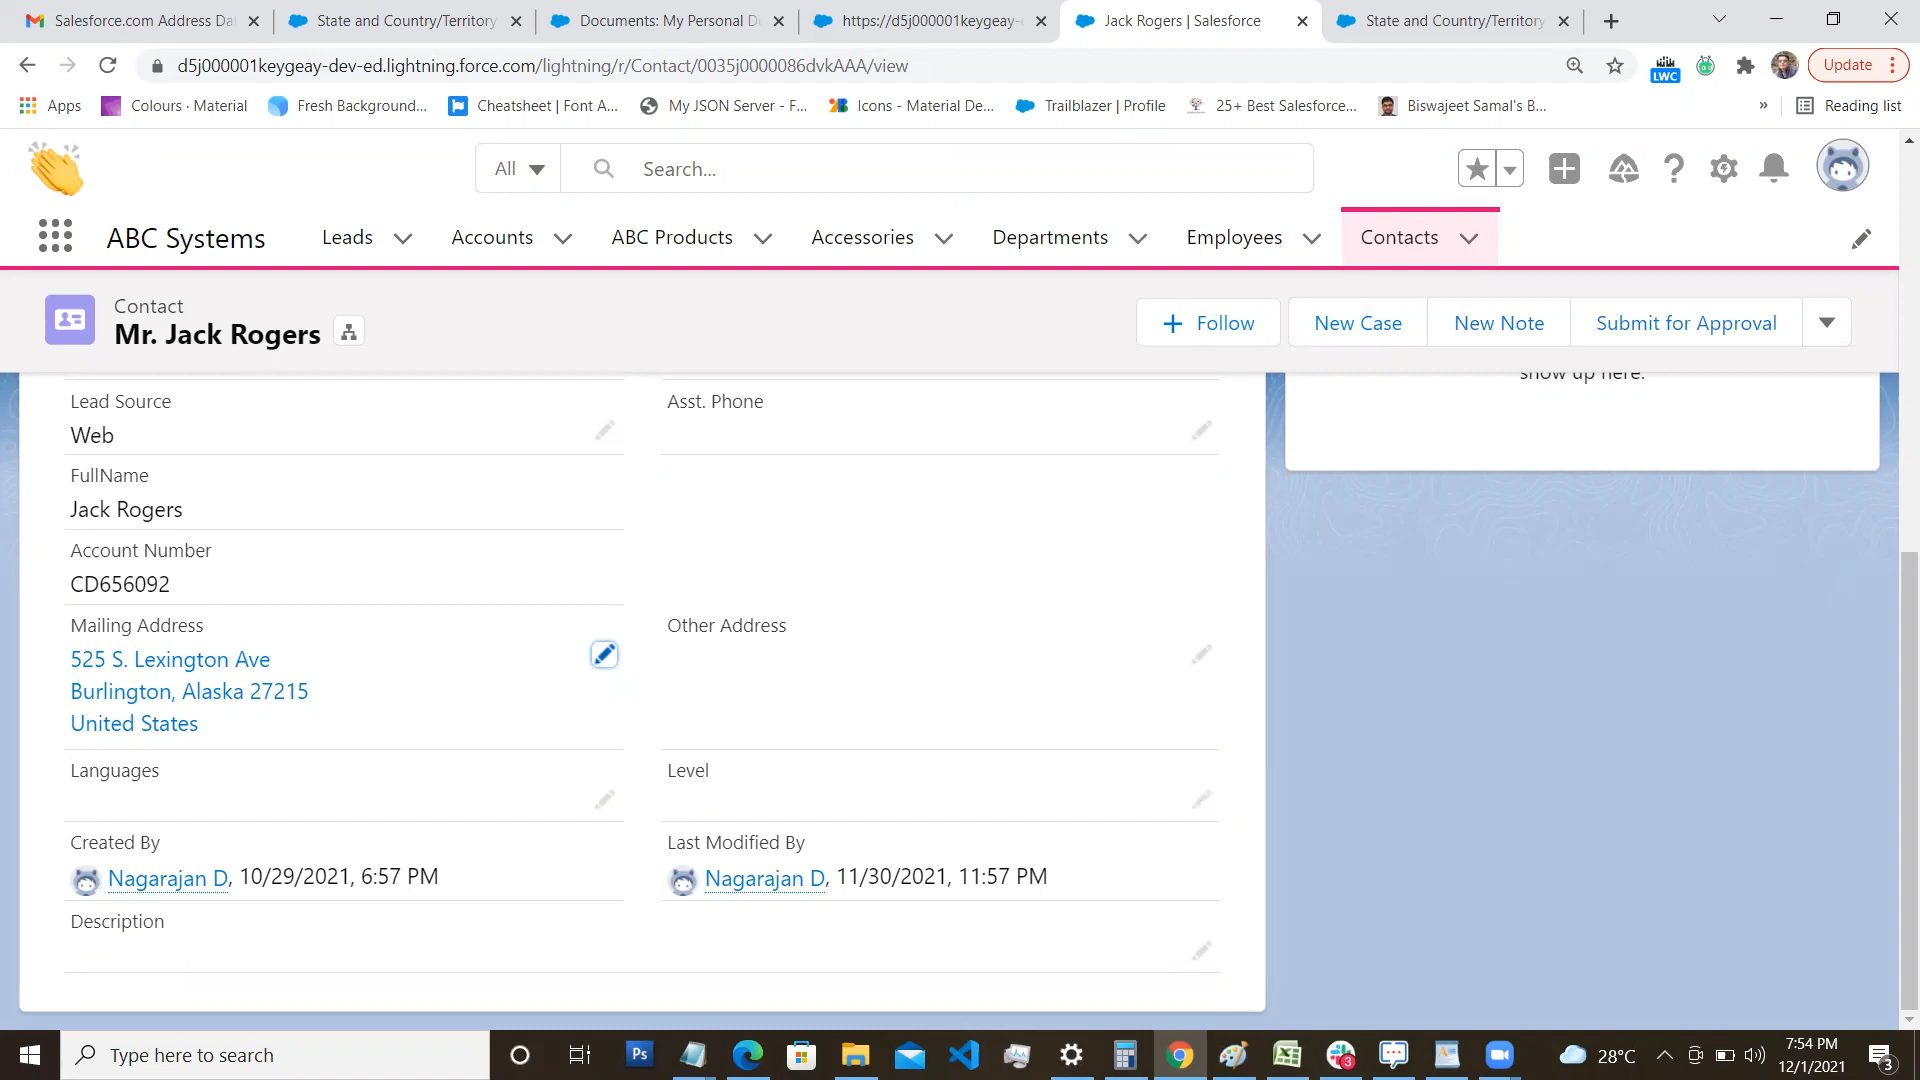 Salesforce.com Address Da
State and Country/Territory
Documents: My Personal D
https://d5j000001keygeay-
Jack Rogers | Salesforce
State and Country/Territory
d5j000001keygeay-dev-ed.lightning.force.com/lightning/r/Contact/0035j0000086dvkAAA/view
LWC
Update
Apps
Colours · Material
Fresh Background...
Cheatsheet | Font A...
My JSON Server - F...
Icons - Material De...
Trailblazer | Profile
25+ Best Salesforce...
Biswajeet Samal's B...
»
Reading list
All
Search...
ABC Systems
Leads
Accounts
ABC Products
Accessories
Departments
Employees
Contacts
Contact
Mr. Jack Rogers
Follow
New Case
New Note
Submit for Approval
show up here.
Lead Source
Web
Asst. Phone
FullName
Jack Rogers
Account Number
CD656092
Mailing Address
525 S. Lexington Ave
Burlington, Alaska 27215
United States
Other Address
Languages
Level
Created By
Nagarajan D, 10/29/2021, 6:57 PM
Last Modified By
Nagarajan D, 11/30/2021, 11:57 PM
Description
Type here to search
Ps
3
28°C
7:54 PM
12/1/2021
3